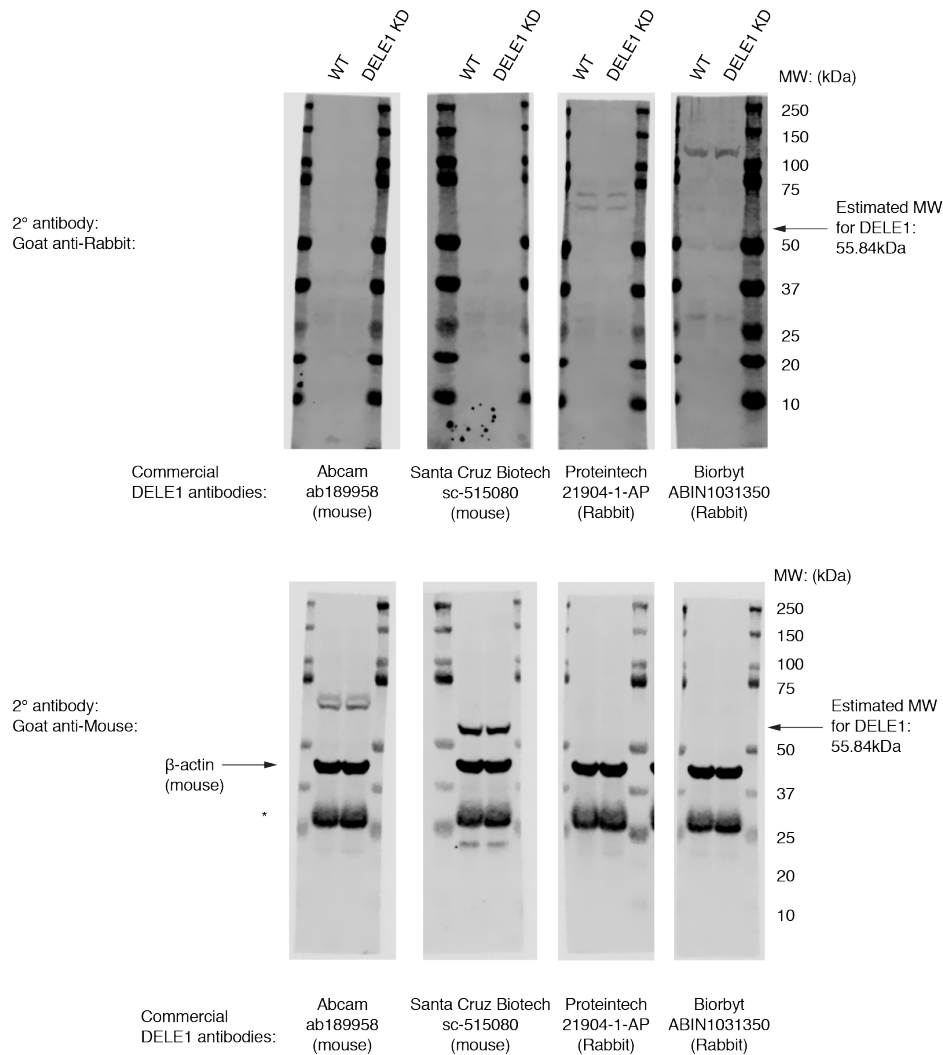 WT
DELE1 KD
WT
DELE1 KD
WT
DELE1 KD
WT
DELE1 KD
MW: (kDa)
250
150
100
75
50
37
25
20
10
2° antibody:
Goat anti-Rabbit:
Estimated MW
for DELE1:
55.84kDa
Commercial
DELE1 antibodies:
Abcam
ab189958
(mouse)
Santa Cruz Biotech
sc-515080
(mouse)
Proteintech
21904-1-AP
(Rabbit)
Biorbyt
ABIN1031350
(Rabbit)
MW: (kDa)
250
150
100
75
50
37
25
20
10
2° antibody:
Goat anti-Mouse:
Estimated MW
for DELE1:
55.84kDa
β-actin
(mouse)
*
Commercial
DELE1 antibodies:
Abcam
ab189958
(mouse)
Santa Cruz Biotech
sc-515080
(mouse)
Proteintech
21904-1-AP
(Rabbit)
Biorbyt
ABIN1031350
(Rabbit)